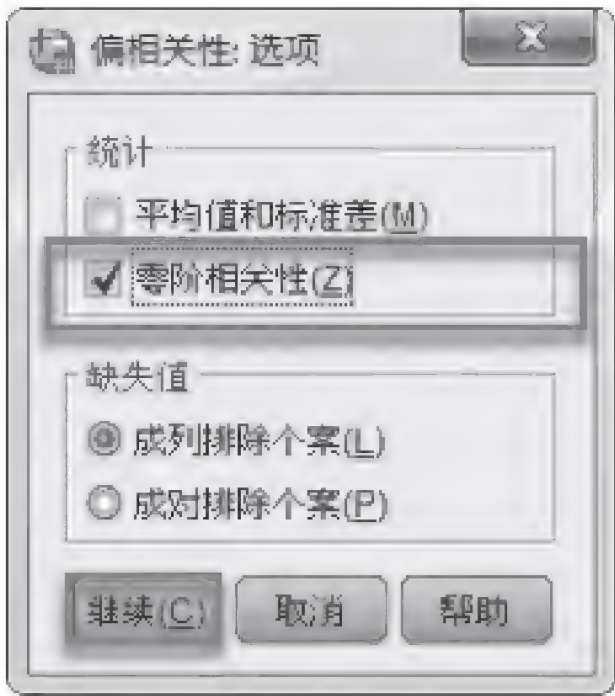 偏相关性: 选项
统计
平均值和标准差(M)
零阶相关性(Z)
缺失值
成列排除个案(L)
成对排除个案(P)
继续(C) 取消 帮助